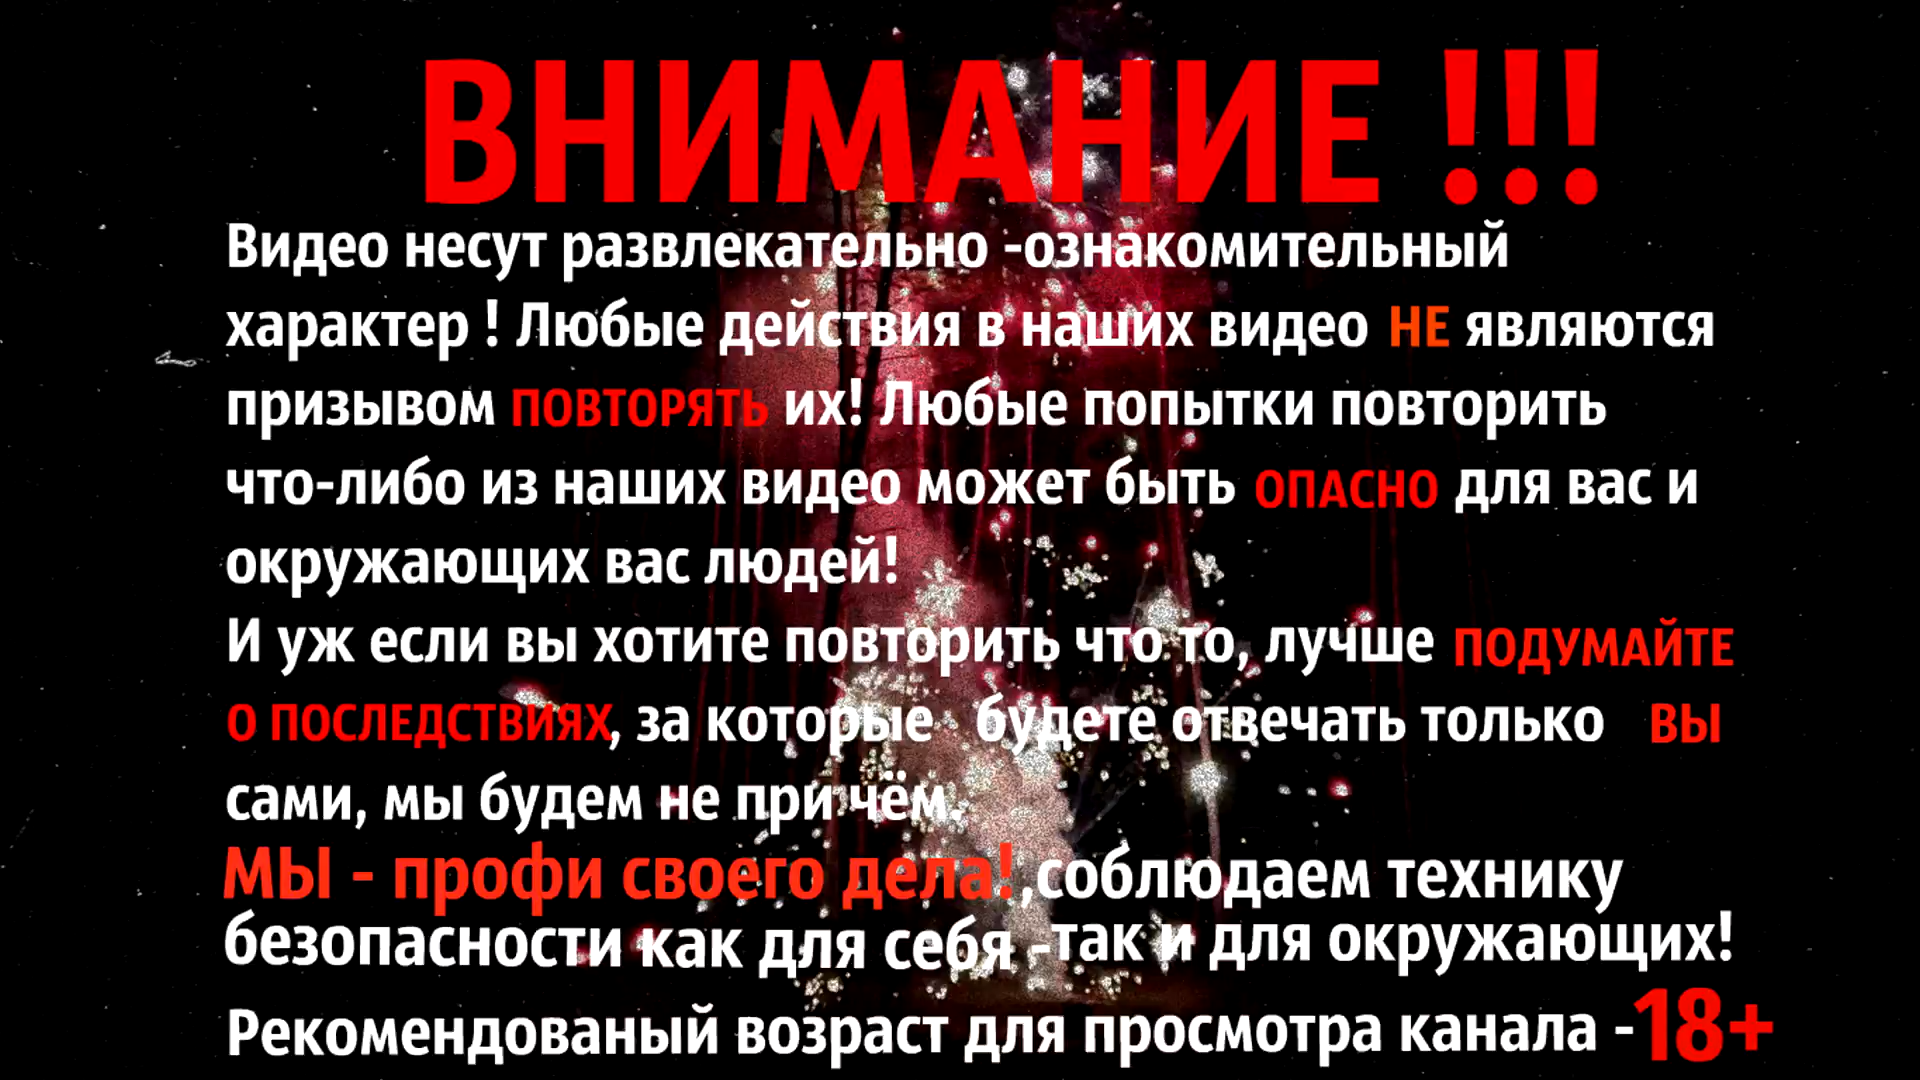 ВНИМАНИЕ !!!
Видео несут развлекательно -ознакомительный
характер ! Любые действия в наших видео НЕ являются
призывом ПОВТОРЯТЬ их! Любые попытки повторить
что-либо из наших видео может быть ОПАСНО для вас и
окружающих вас людей!
И уж если вы хотите повторить что то, лучше ПОДУМАЙТЕ
О ПОСЛЕДСТВИЯХ, за которые будете отвечать только ВЫ
сами, мы будем не при чём.
МЫ - профи своего дела!,соблюдаем технику
безопасности как для себя -так и для окружающих!
Рекомендованый возраст для просмотра канала -18+